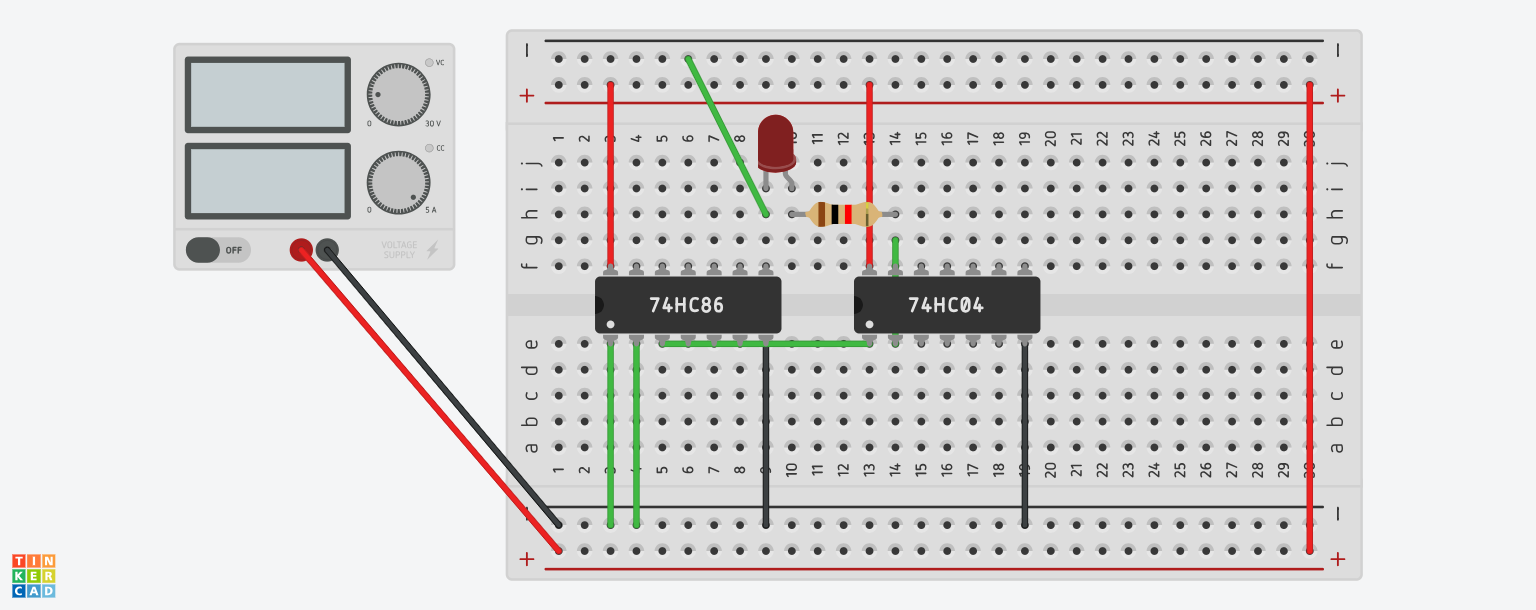 VC
0 30 V
CC
0 5 A
OFF
VOLTAGE
SUPPLY
− −
+ +
1 2 3 4 5 6 7 8 10 11 12 13 14 15 16 17 18 19 20 21 22 23 24 25 26 27 28 29 30
j j
i i
h h
g g
f f
74HC86 74HC04
e e
d d
c c
b b
a a
1 2 3 4 5 6 7 8 9 10 11 12 13 14 15 16 17 18 19 20 21 22 23 24 25 26 27 28 29 30
− −
+ +
TIN
KER
CAD